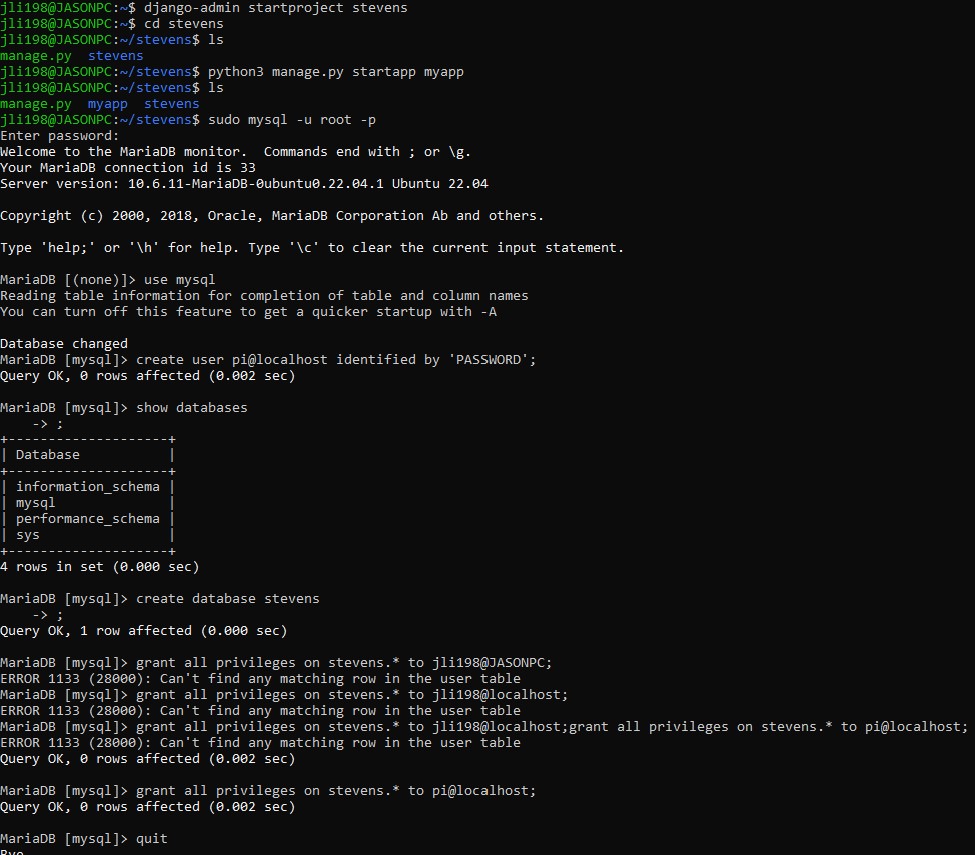 jli198@JASONPC:~$ django-admin startproject stevens
jli198@JASONPC:~$ cd stevens
jli198@JASONPC:~/stevens$ ls
manage.py  stevens
jli198@JASONPC:~/stevens$ python3 manage.py startapp myapp
jli198@JASONPC:~/stevens$ ls
manage.py  myapp  stevens
jli198@JASONPC:~/stevens$ sudo mysql -u root -p
Enter password:
Welcome to the MariaDB monitor.  Commands end with ; or \g.
Your MariaDB connection id is 33
Server version: 10.6.11-MariaDB-0ubuntu0.22.04.1 Ubuntu 22.04

Copyright (c) 2000, 2018, Oracle, MariaDB Corporation Ab and others.

Type 'help;' or '\h' for help. Type '\c' to clear the current input statement.

MariaDB [(none)]> use mysql
Reading table information for completion of table and column names
You can turn off this feature to get a quicker startup with -A

Database changed
MariaDB [mysql]> create user pi@localhost identified by 'PASSWORD';
Query OK, 0 rows affected (0.002 sec)

MariaDB [mysql]> show databases
    -> ;
+--------------------+
| Database           |
+--------------------+
| information_schema |
| mysql              |
| performance_schema |
| sys                |
+--------------------+
4 rows in set (0.000 sec)

MariaDB [mysql]> create database stevens
    -> ;
Query OK, 1 row affected (0.000 sec)

MariaDB [mysql]> grant all privileges on stevens.* to jli198@JASONPC;
ERROR 1133 (28000): Can't find any matching row in the user table
MariaDB [mysql]> grant all privileges on stevens.* to jli198@localhost;
ERROR 1133 (28000): Can't find any matching row in the user table
MariaDB [mysql]> grant all privileges on stevens.* to jli198@localhost;grant all privileges on stevens.* to pi@localhost;
ERROR 1133 (28000): Can't find any matching row in the user table
Query OK, 0 rows affected (0.002 sec)

MariaDB [mysql]> grant all privileges on stevens.* to pi@localhost;
Query OK, 0 rows affected (0.002 sec)

MariaDB [mysql]> quit
Bye